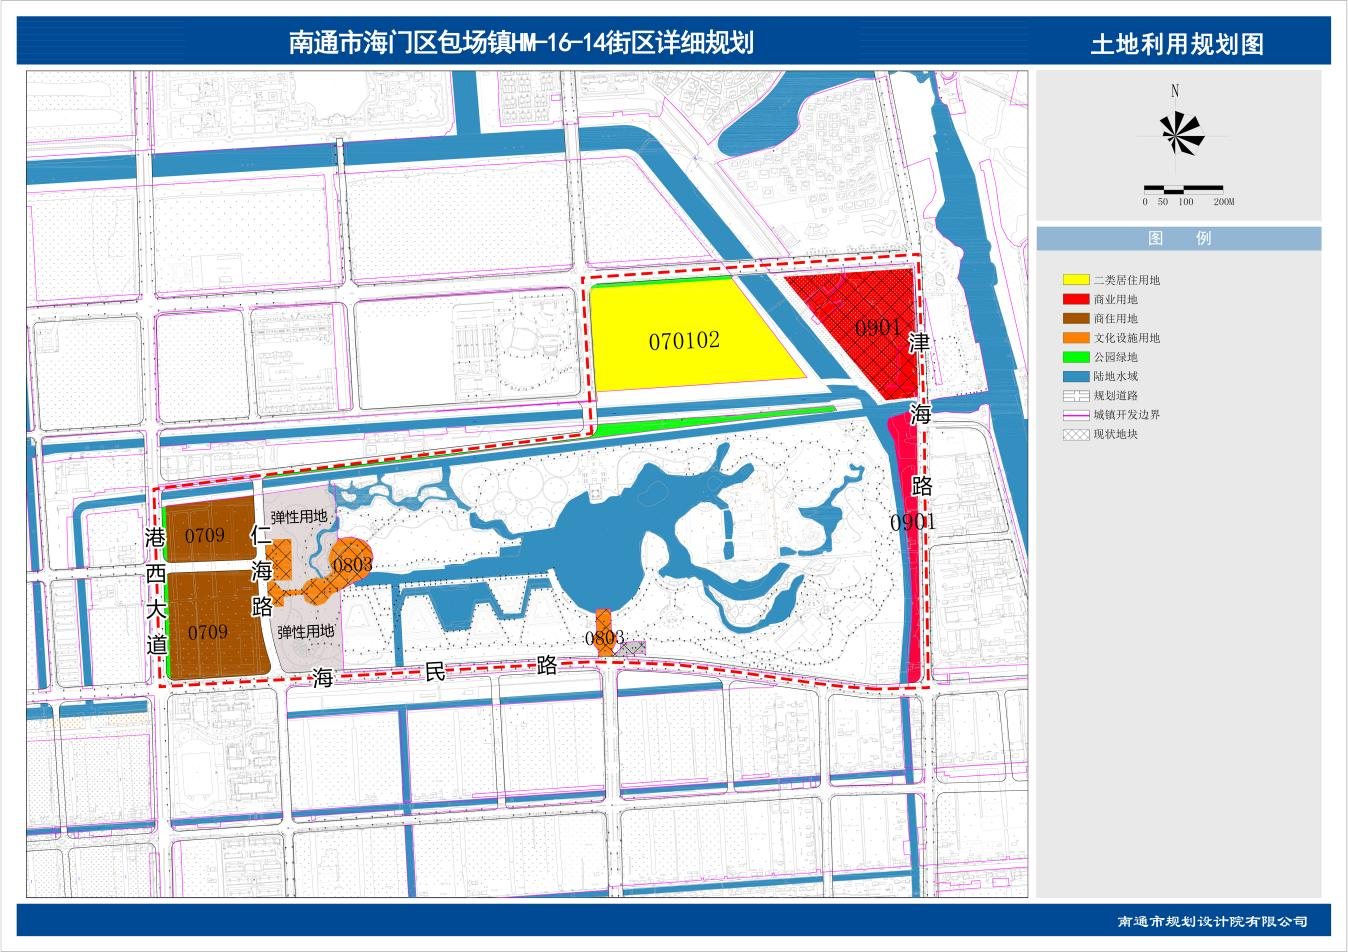 南通市海门区包场镇HM-16-14街区详细规划
土地利用规划图
N
0 50 100 200M
图 例
二类居住用地
商业用地
商住用地
文化设施用地
公园绿地
陆地水域
规划道路
城镇开发边界
现状地块
070102
0901
津海路
0901
港西大道
0709
仁海路
弹性用地
0803
0709
弹性用地
0803
海民路
南通市规划设计院有限公司